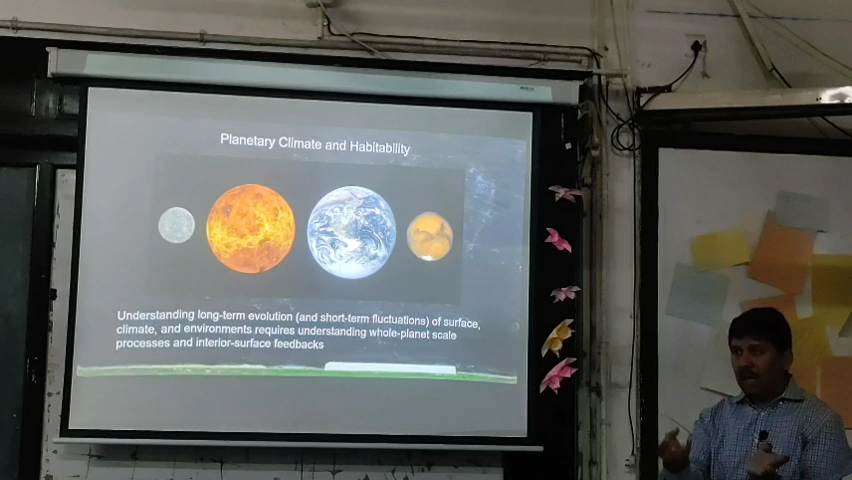 Planetary Climate and Habitability
Understanding long-term evolution (and short-term fluctuations) of surface,
climate, and environments requires understanding whole-planet scale
processes and interior-surface feedbacks